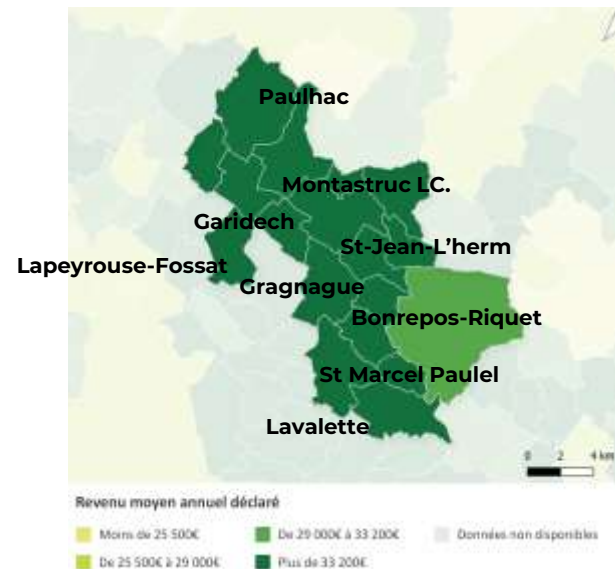 Paulhac
Montastruc LC.
Garidech
St-Jean-L’herm
Lapeyrouse-Fossat
Gragnague
Bonrepos-Riquet
St Marcel Paulel
Lavalette
0 2 4 km
Revenu moyen annuel déclaré
Moins de 25 500€
De 29 000€ à 33 200€
Données non disponibles
De 25 500€ à 29 000€
Plus de 33 200€